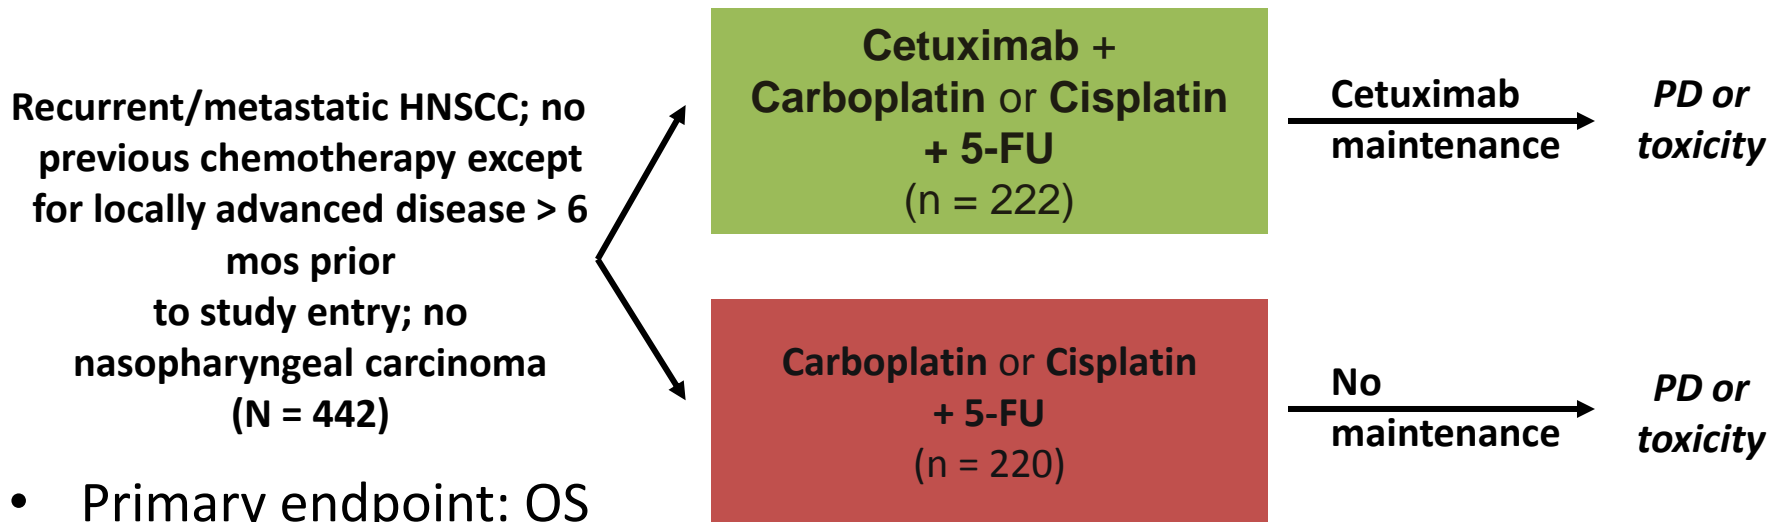 Recurrent/metastatic HNSCC; no
previous chemotherapy except
for locally advanced disease > 6
mos prior
to study entry; no
nasopharyngeal carcinoma
(N = 442)
Cetuximab +
Carboplatin or Cisplatin
+ 5-FU
(n = 222)
Cetuximab
maintenance
PD or
toxicity
Carboplatin or Cisplatin
+ 5-FU
(n = 220)
No
maintenance
PD or
toxicity
• Primary endpoint: OS